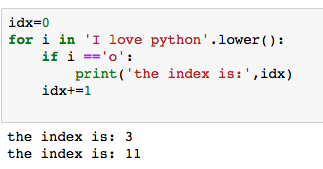 idx=0
for i in 'I love python'.lower():
    if i =='o':
        print('the index is:',idx)
    idx+=1
the index is: 3
the index is: 11